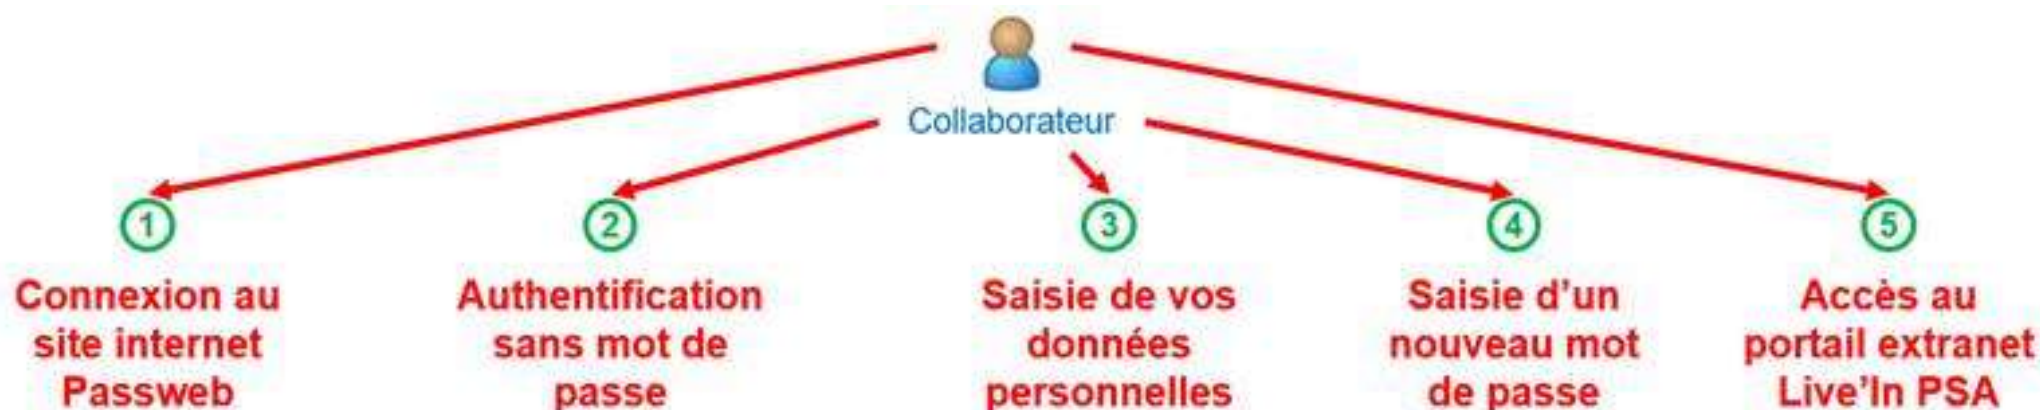 Collaborateur
1
2
3
4
5
Connexion au
site internet
Passweb
Authentification
sans mot de
passe
Saisie de vos
données
personnelles
Saisie d'un
nouveau mot
de passe
Accès au
portail extranet
Live'In PSA